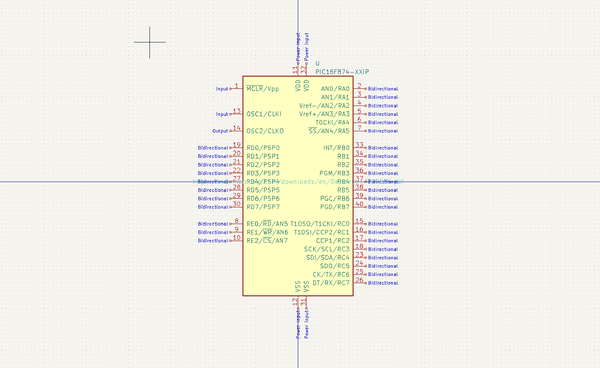 Power input
Power input
11
32
VDD
VDD
U
PIC16F874-XXIP
Input 1 MCLR/Vpp AN0/RA0 2 Bidirectional
AN1/RA1 3 Bidirectional
Vref-/AN2/RA2 4 Bidirectional
Input 13 OSC1/CLKI Vref+/AN3/RA3 5 Bidirectional
T0CKI/RA4 6 Bidirectional
Output 14 OSC2/CLKO SS/AN4/RA5 7 Bidirectional
Bidirectional 19 RD0/PSP0 INT/RB0 33 Bidirectional
Bidirectional 20 RD1/PSP1 RB1 34 Bidirectional
Bidirectional 21 RD2/PSP2 RB2 35 Bidirectional
Bidirectional 22 RD3/PSP3 PGM/RB3 36 Bidirectional
Bidirectional 27 RD4/PSP4 RB4 37 Bidirectional
Bidirectional 28 RD5/PSP5 RB5 38 Bidirectional
Bidirectional 29 RD6/PSP6 PGC/RB6 39 Bidirectional
Bidirectional 30 RD7/PSP7 PGD/RB7 40 Bidirectional
Bidirectional 8 RE0/RD/AN5 T1OSO/T1CKI/RC0 15 Bidirectional
Bidirectional 9 RE1/WR/AN6 T1OSI/CCP2/RC1 16 Bidirectional
Bidirectional 10 RE2/CS/AN7 CCP1/RC2 17 Bidirectional
SCK/SCL/RC3 18 Bidirectional
SDI/SDA/RC4 23 Bidirectional
SDO/RC5 24 Bidirectional
CK/TX/RC6 25 Bidirectional
DT/RX/RC7 26 Bidirectional
VSS
VSS
12
31
Power input
Power input